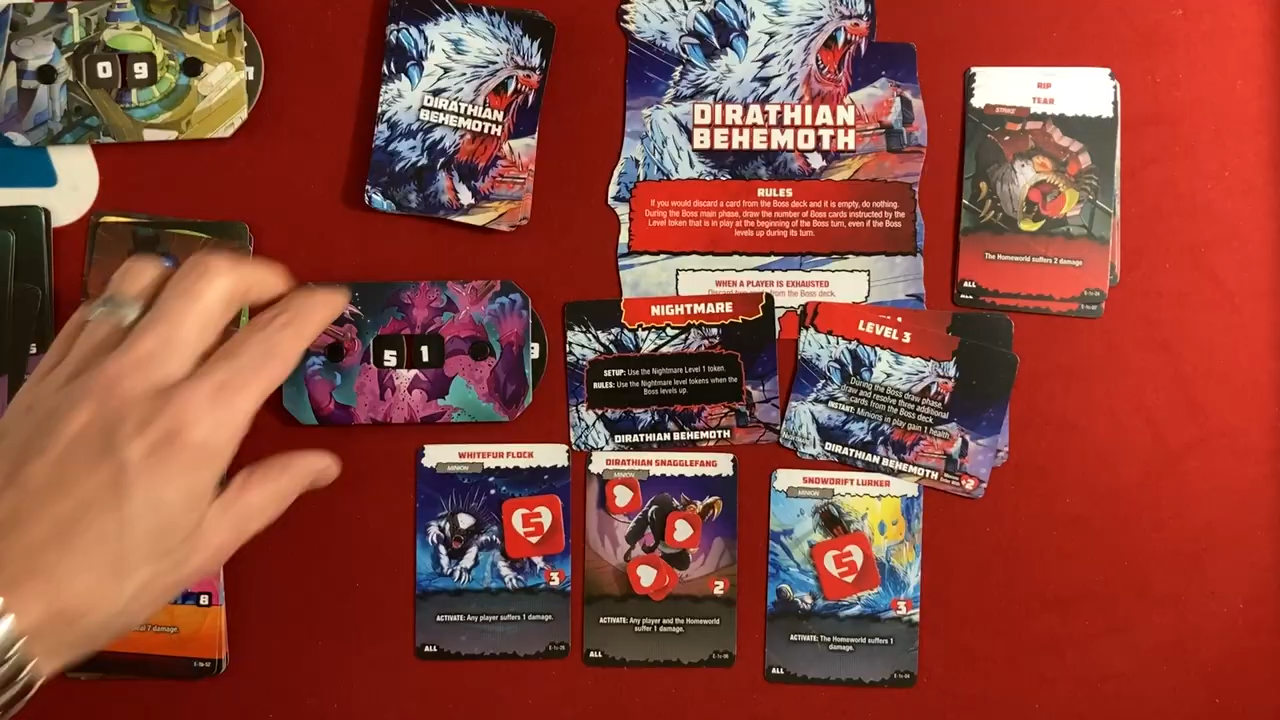 0 9
DIRATHIAN
BEHEMOTH
DIRATHIAN
BEHEMOTH
RULES
If you would discard a card from the Boss deck and it is empty, do nothing.
During the Boss main phase, draw the number of Boss cards instructed by the
Level token that is in play at the beginning of the Boss turn, even if the Boss
levels up during its turn.
WHEN A PLAYER IS EXHAUSTED
from the Boss deck.
RIP
TEAR
STRIKE
The Homeworld suffers 2 damage
ALL
ALL
5 1
9
NIGHTMARE
SETUP: Use the Nightmare Level 1 token.
RULES: Use the Nightmare level tokens when the
Boss levels up.
DIRATHIAN BEHEMOTH
LEVEL 3
During the Boss draw phase,
draw and resolve three additional
cards from the Boss deck.
INSTANT: Minions in play gain 1 health.
DIRATHIAN BEHEMOTH
+2
WHITEFUR FLOCK
MINION
5
3
ACTIVATE: Any player suffers 1 damage.
ALL
DIRATHIAN SNAGGLEFANG
MINION
2
ACTIVATE: Any player and the Homeworld
suffer 1 damage.
ALL
SNOWDRIFT LURKER
MINION
5
3
ACTIVATE: The Homeworld suffers 1
damage.
ALL
8
7 damage.